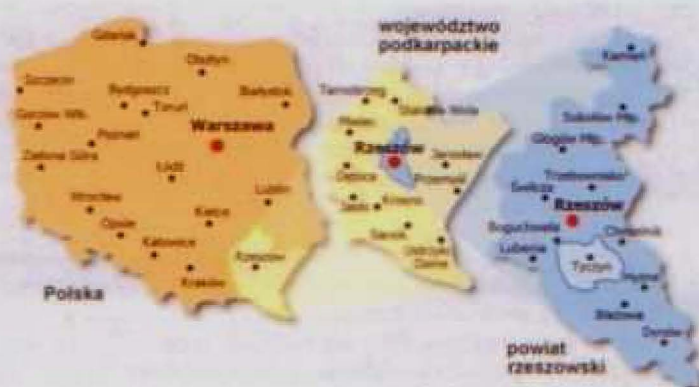 województwo
podkarpackie
Gdańsk
Olsztyn
Szczecin
Bydgoszcz
Białystok
Toruń
Gorzów Wlk.
Warszawa
Poznań
Zielona Góra
Łódź
Wrocław
Lublin
Opole
Kielce
Katowice
Rzeszów
Kraków
Polska
Tarnobrzeg
Stalowa Wola
Mielec
Rzeszów
Jarosław
Dębica
Przemyśl
Jasło
Krosno
Sanok
Ustrzyki
Kamień
Sokołów Młp.
Głogów Młp.
Trzebownisko
Świlcza
Rzeszów
Boguchwała
Chmielnik
Lubenia
Tyczyn
Hyżne
Błażowa
powiat
rzeszowski